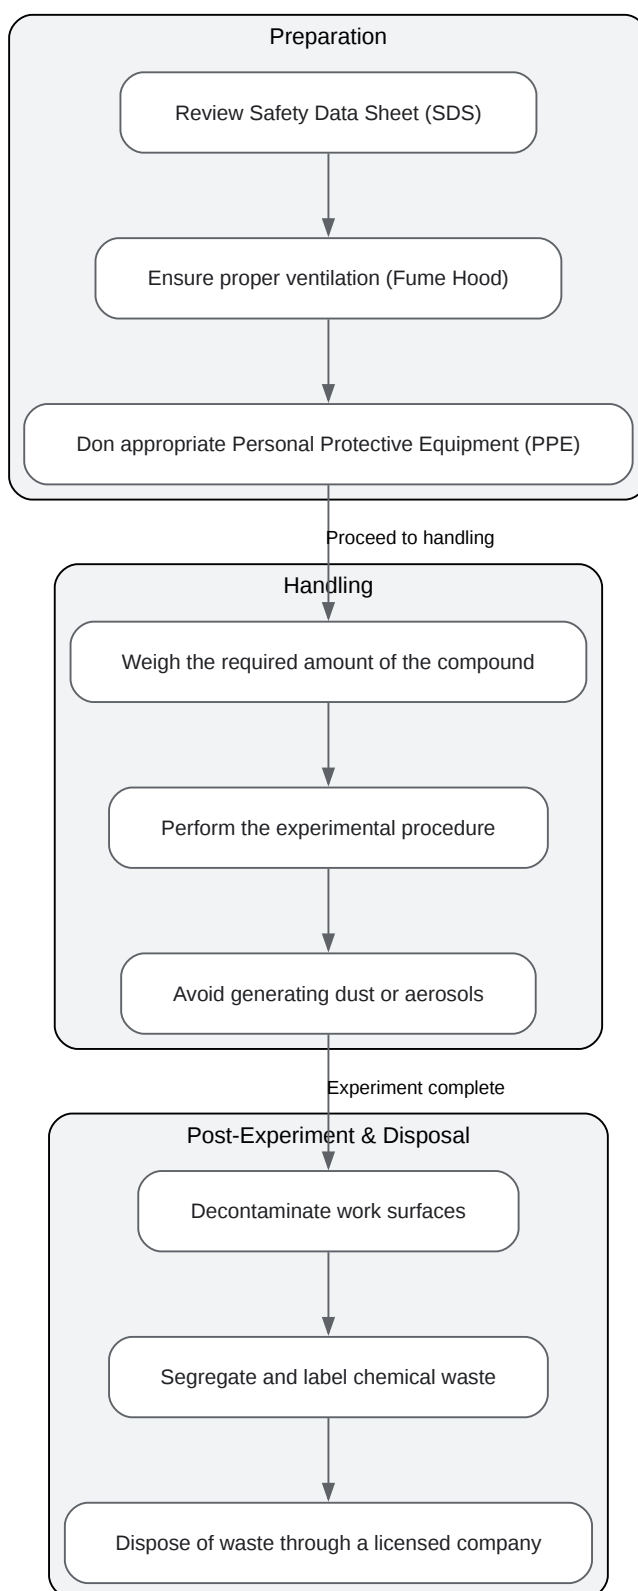 Preparation
Review Safety Data Sheet (SDS)
Ensure proper ventilation (Fume Hood)
Don appropriate Personal Protective Equipment (PPE)
Proceed to handling
Handling
Weigh the required amount of the compound
Perform the experimental procedure
Avoid generating dust or aerosols
Experiment complete
Post-Experiment & Disposal
Decontaminate work surfaces
Segregate and label chemical waste
Dispose of waste through a licensed company